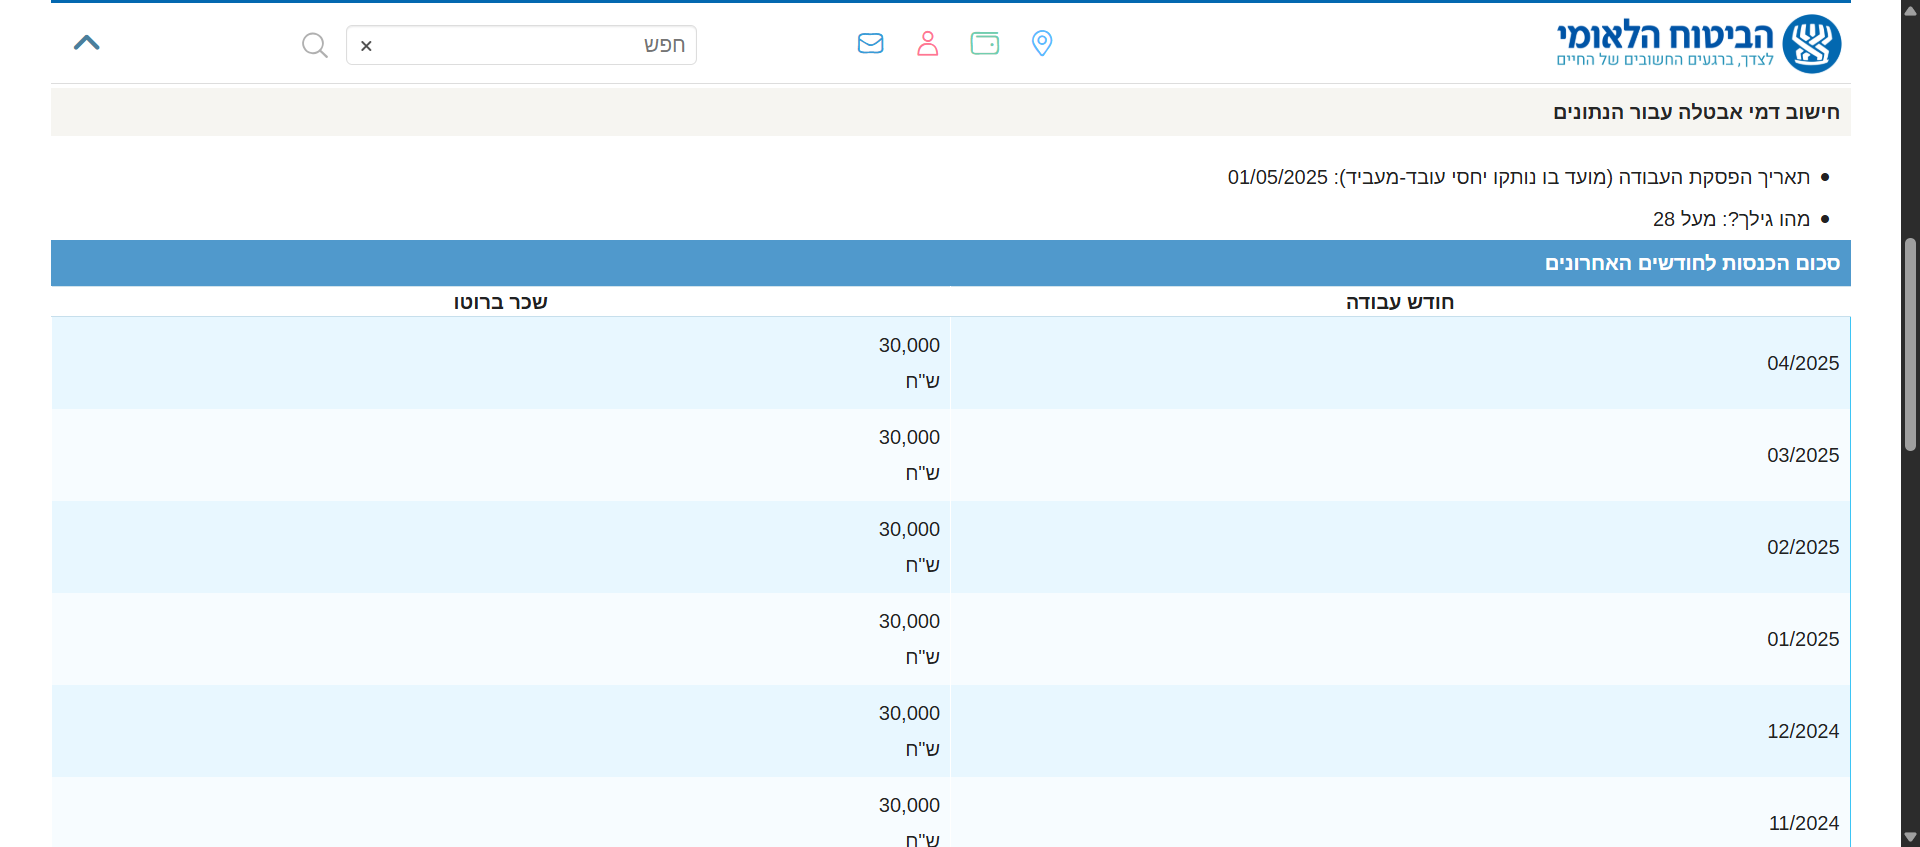 הביטוח הלאומי
לצדך, ברגעים החשובים של החיים
חפש
חישוב דמי אבטלה עבור הנתונים
תאריך הפסקת העבודה (מועד בו נותקו יחסי עובד-מעביד): 01/05/2025
מהו גילך?: מעל 28
סכום הכנסות לחודשים האחרונים
חודש עבודה
שכר ברוטו
04/2025
30,000
ש"ח
03/2025
30,000
ש"ח
02/2025
30,000
ש"ח
01/2025
30,000
ש"ח
12/2024
30,000
ש"ח
11/2024
30,000
ש"ח